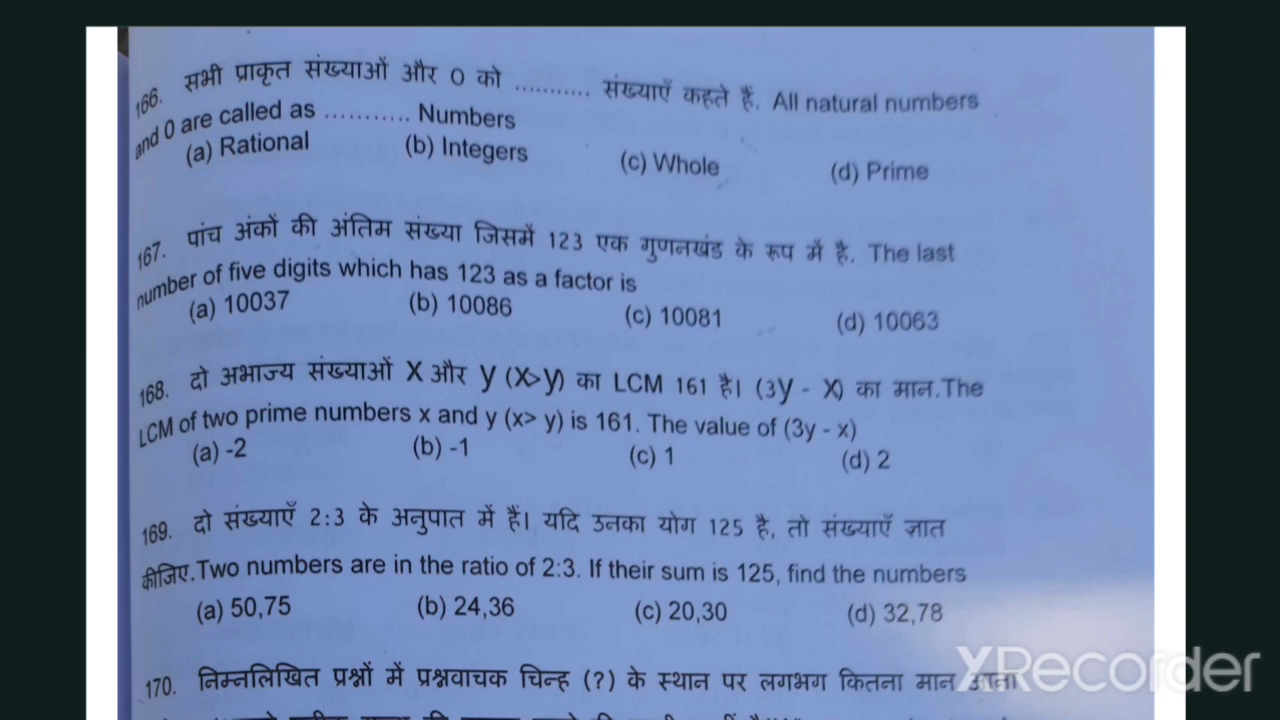 166. सभी प्राकृत संख्याओं और 0 को ........... संख्याएँ कहते हैं. All natural numbers
and 0 are called as ........... Numbers
(a) Rational (b) Integers (c) Whole (d) Prime
167. पांच अंकों की अंतिम संख्या जिसमें 123 एक गुणनखंड के रूप में है. The last
number of five digits which has 123 as a factor is
(a) 10037 (b) 10086 (c) 10081 (d) 10063
168. दो अभाज्य संख्याओं X और y (X>y) का LCM 161 है। (3y - X) का मान.The
LCM of two prime numbers x and y (x> y) is 161. The value of (3y - x)
(a) -2 (b) -1 (c) 1 (d) 2
169. दो संख्याएँ 2:3 के अनुपात में हैं। यदि उनका योग 125 है, तो संख्याएँ ज्ञात
कीजिए.Two numbers are in the ratio of 2:3. If their sum is 125, find the numbers
(a) 50,75 (b) 24,36 (c) 20,30 (d) 32,78
170. निम्नलिखित प्रश्नों में प्रश्नवाचक चिन्ह (?) के स्थान पर लगभग कितना मान
XRecorder